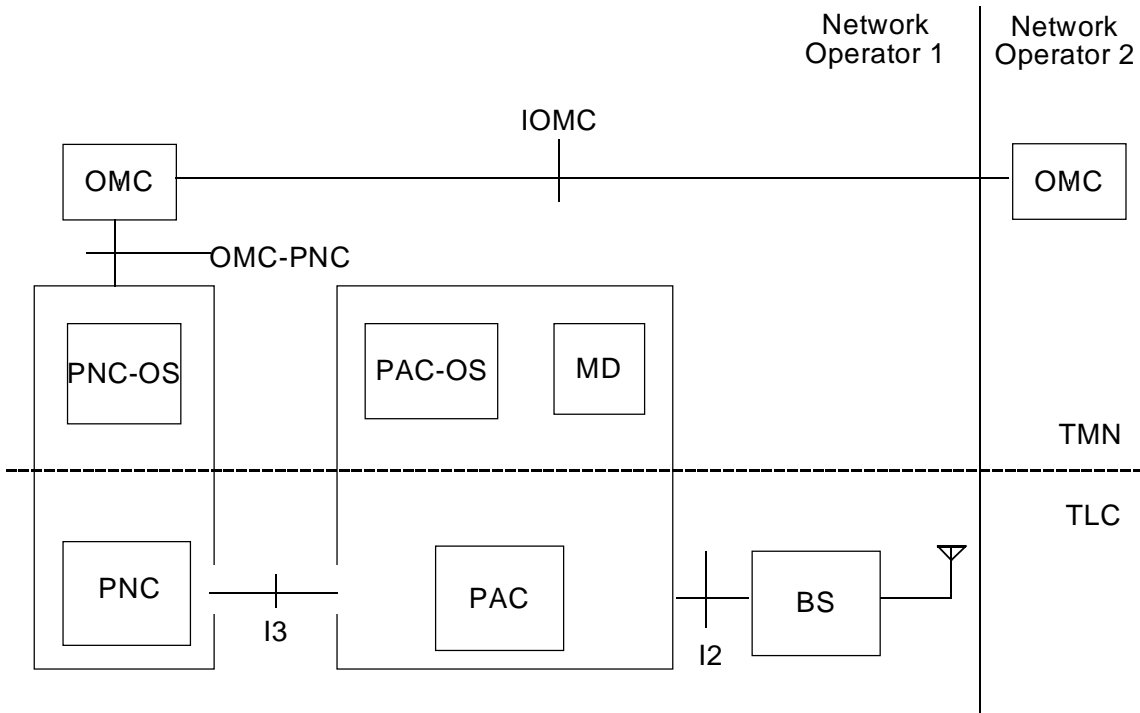 Network
Operator 1
Network
Operator 2
IOMC
OMC
OMC
OMC-PNC
PNC-OS
PAC-OS
MD
TMN
TLC
PNC
I3
PAC
I2
BS